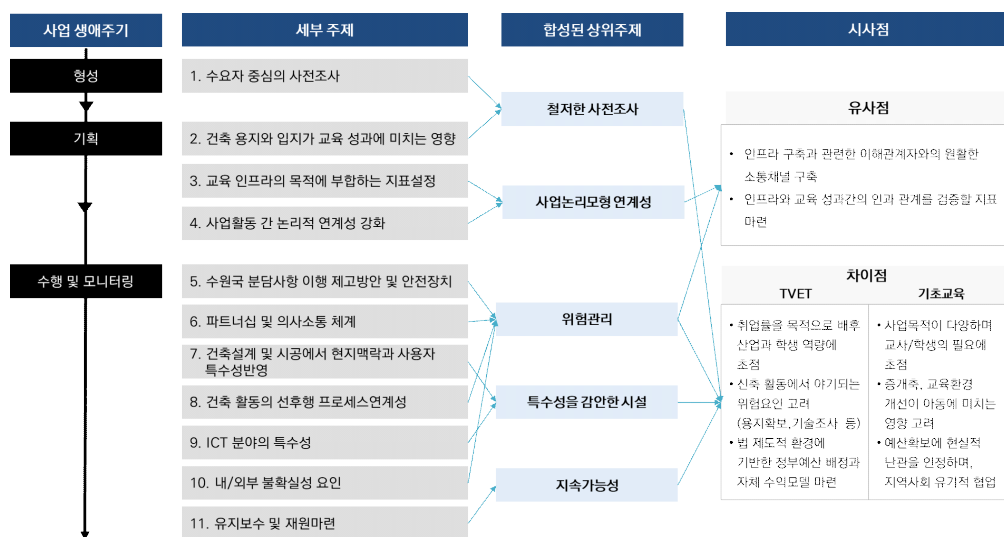 사업 생애주기
세부 주제
합성된 상위주제
시사점
형성
기획
수행 및 모니터링
1. 수요자 중심의 사전조사
2. 건축 용지와 입지가 교육 성과에 미치는 영향
3. 교육 인프라의 목적에 부합하는 지표설정
4. 사업활동 간 논리적 연계성 강화
5. 수원국 분담사항 이행 제고방안 및 안전장치
6. 파트너십 및 의사소통 체계
7. 건축설계 및 시공에서 현지맥락과 사용자
특수성반영
8. 건축 활동의 선후행 프로세스연계성
9. ICT 분야의 특수성
10. 내/외부 불확실성 요인
11. 유지보수 및 재원마련
철저한 사전조사
사업논리모형 연계성
위험관리
특수성을 감안한 시설
지속가능성
유사점
• 인프라 구축과 관련한 이해관계자와의 원활한
소통채널 구축
• 인프라와 교육 성과간의 인과 관계를 검증할 지표
마련
차이점
TVET
• 취업률을 목적으로 배후
산업과 학생 역량에
초점
• 신축 활동에서 야기되는
위험요인 고려
(용지확보,기술조사 등)
• 법 제도적 환경에
기반한 정부예산 배정과
자체 수익모델 마련
기초교육
• 사업목적이 다양하며
교사/학생의 필요에
초점
• 증개축, 교육환경
개선이 아동에 미치는
영향 고려
• 예산확보에 현실적
난관을 인정하며,
지역사회 유기적 협업